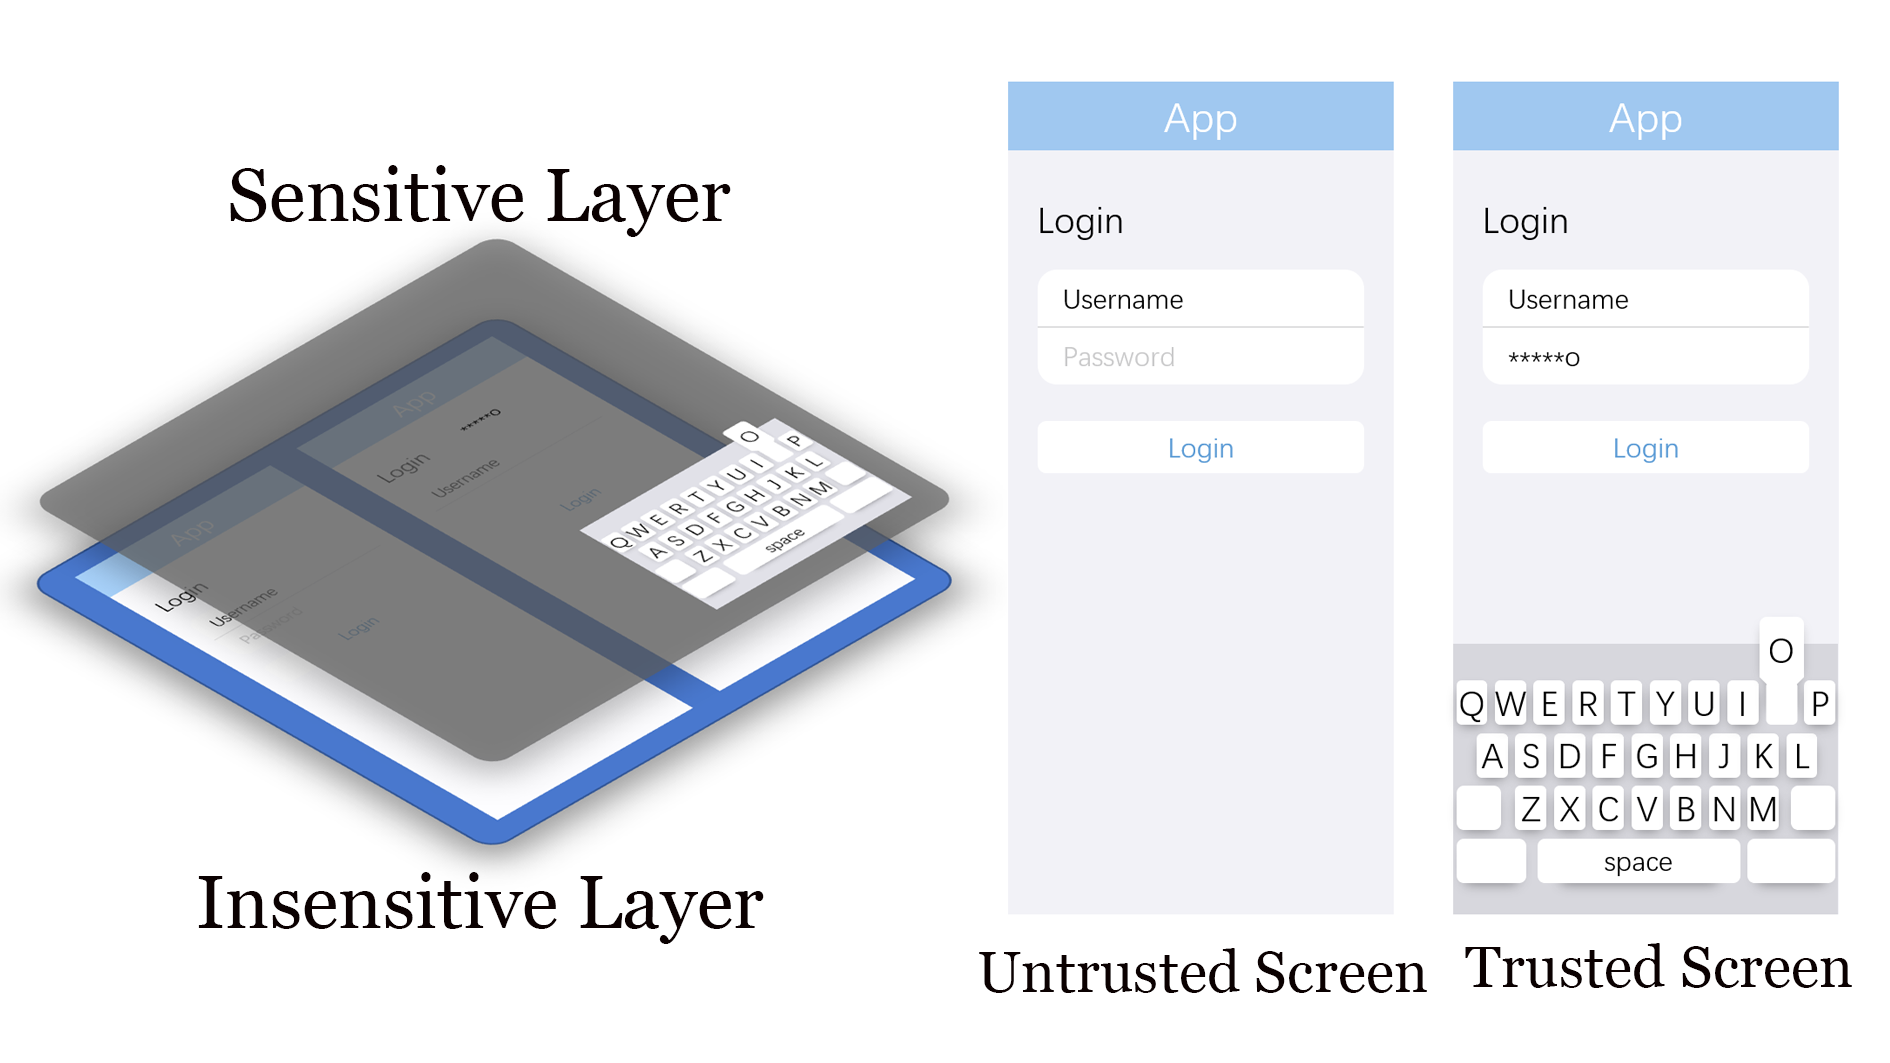 Sensitive Layer
App
*****o
Login
Username
Login
O
P
Q W E R T Y U I
A S D F G H J K L
Z X C V B N M
space
App
Login
Username
Password
Login
Insensitive Layer
App
Login
Username
Password
Login
Untrusted Screen
App
Login
Username
*****o
Login
O
Q W E R T Y U I P
A S D F G H J K L
Z X C V B N M
space
Trusted Screen